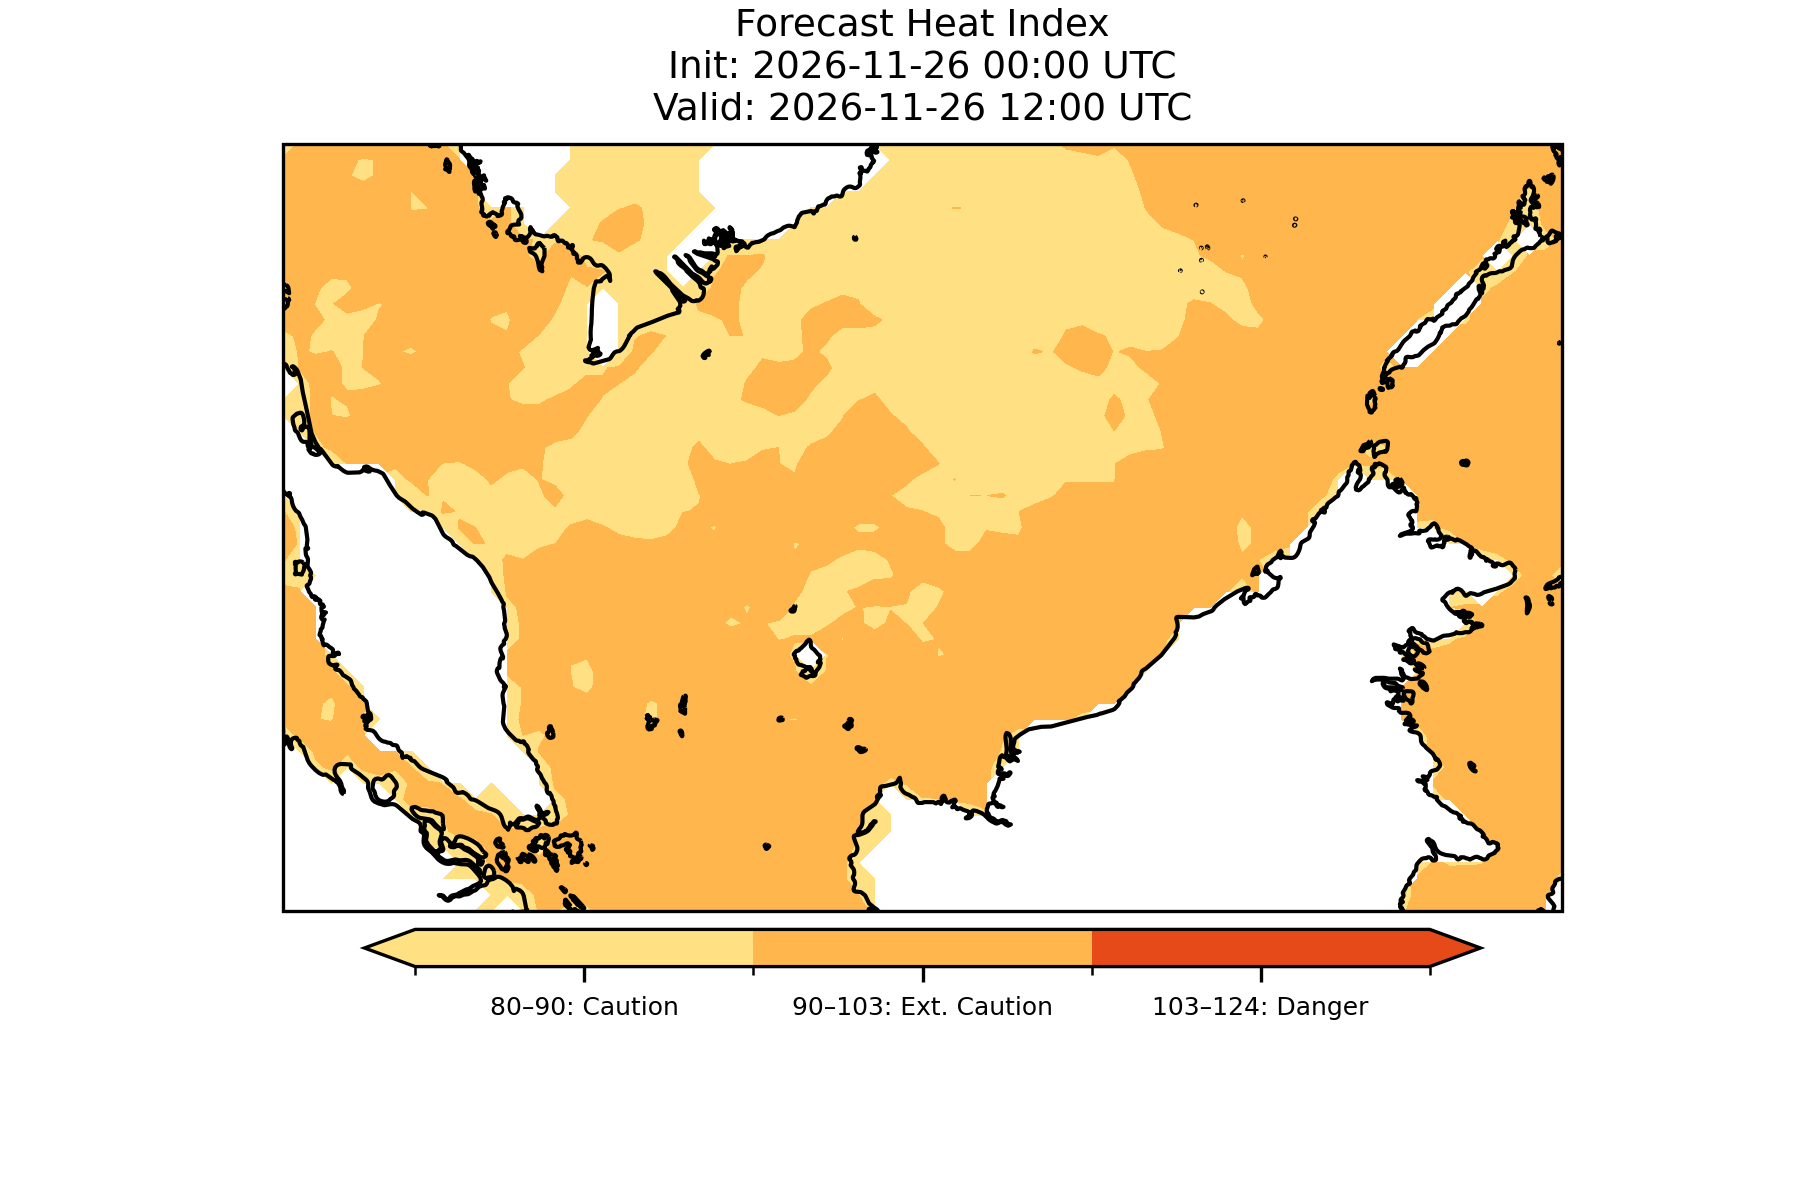 Forecast Heat Index
Init: 2026-11-26 00:00 UTC
Valid: 2026-11-26 12:00 UTC
80–90: Caution
90–103: Ext. Caution
103–124: Danger